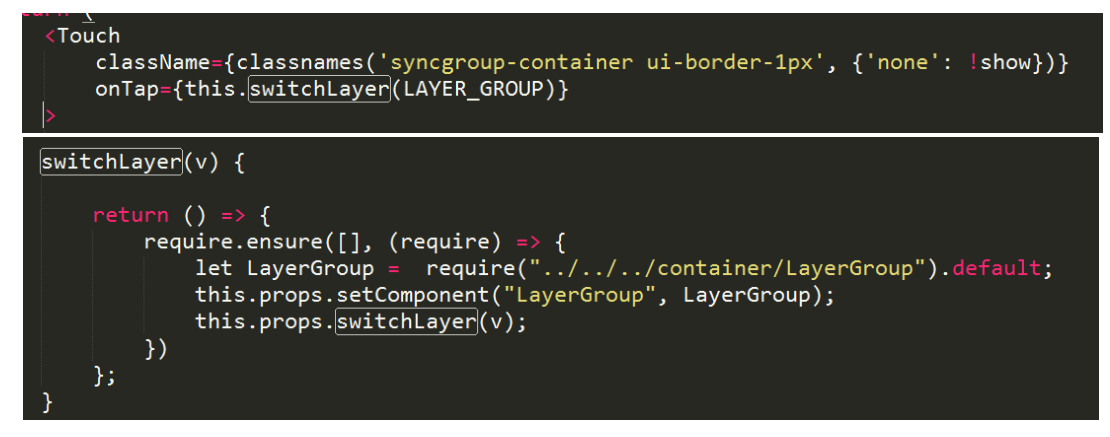 <Touch
className={classnames('syncgroup-container ui-border-1px', {'none': !show})}
onTap={this.switchLayer(LAYER_GROUP)}
>
switchLayer(v) {
return () => {
require.ensure([], (require) => {
let LayerGroup =  require("../../../container/LayerGroup").default;
this.props.setComponent("LayerGroup", LayerGroup);
this.props.switchLayer(v);
})
};
}